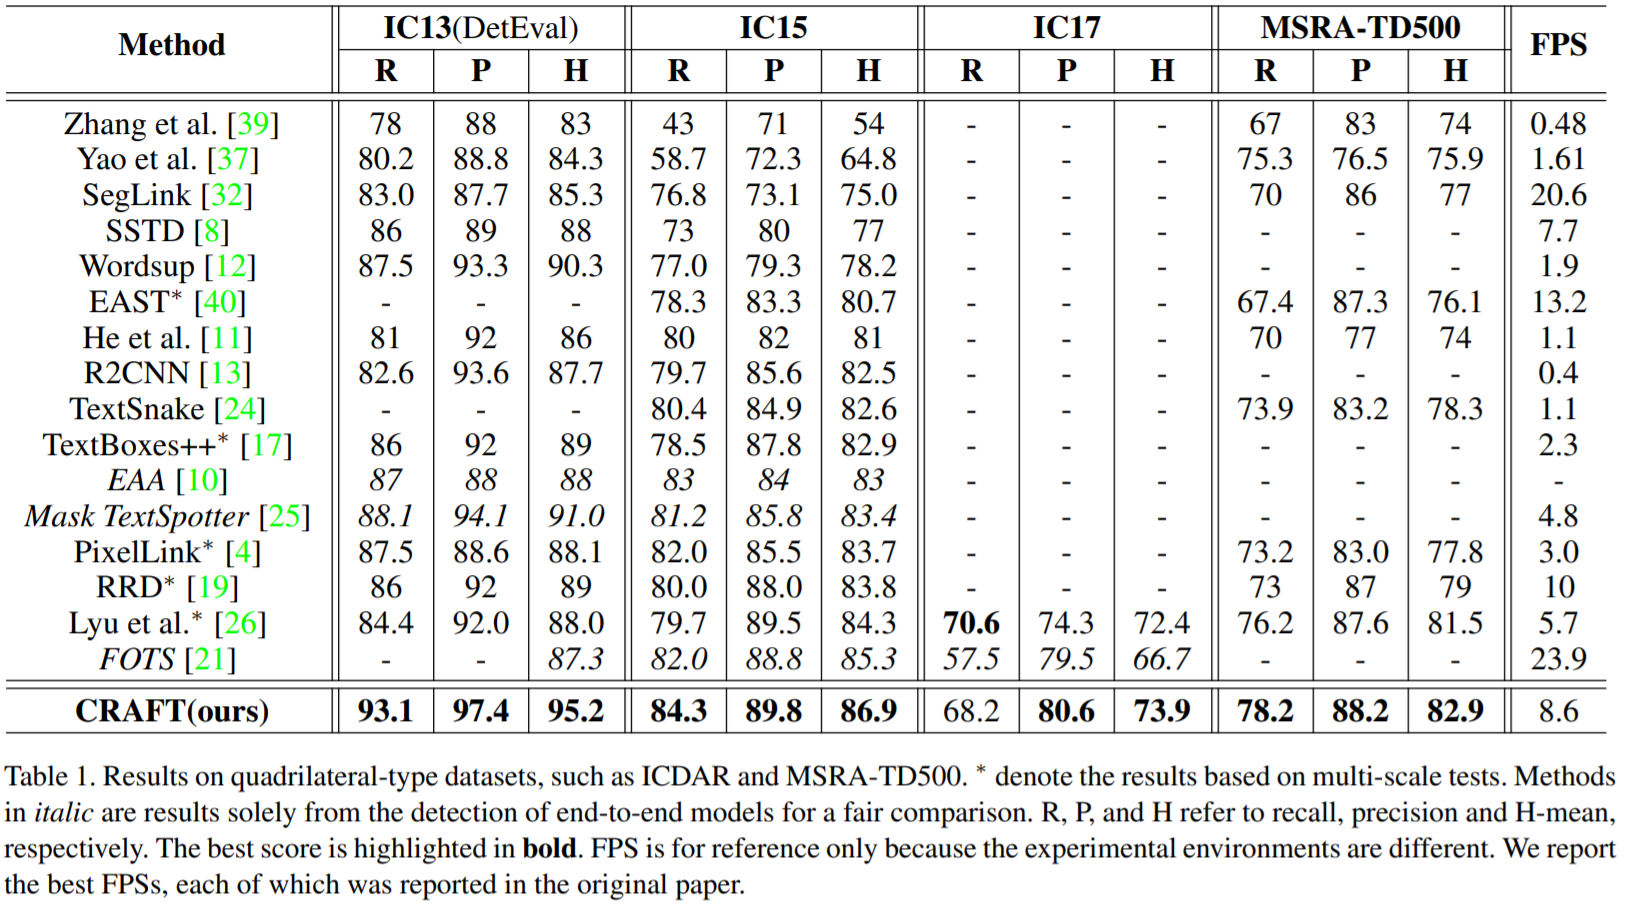 Method IC13(DetEval) IC15 IC17 MSRA-TD500 FPS
R P H R P H R P H R P H
Zhang et al. [39] 78 88 83 43 71 54 - - - 67 83 74 0.48
Yao et al. [37] 80.2 88.8 84.3 58.7 72.3 64.8 - - - 75.3 76.5 75.9 1.61
SegLink [32] 83.0 87.7 85.3 76.8 73.1 75.0 - - - 70 86 77 20.6
SSTD [8] 86 89 88 73 80 77 - - - - - - 7.7
Wordsup [12] 87.5 93.3 90.3 77.0 79.3 78.2 - - - - - - 1.9
EAST* [40] - - - 78.3 83.3 80.7 - - - 67.4 87.3 76.1 13.2
He et al. [11] 81 92 86 80 82 81 - - - 70 77 74 1.1
R2CNN [13] 82.6 93.6 87.7 79.7 85.6 82.5 - - - - - - 0.4
TextSnake [24] - - - 80.4 84.9 82.6 - - - 73.9 83.2 78.3 1.1
TextBoxes++* [17] 86 92 89 78.5 87.8 82.9 - - - - - - 2.3
EAA [10] 87 88 88 83 84 83 - - - - - - -
Mask TextSpotter [25] 88.1 94.1 91.0 81.2 85.8 83.4 - - - - - - 4.8
PixelLink* [4] 87.5 88.6 88.1 82.0 85.5 83.7 - - - 73.2 83.0 77.8 3.0
RRD* [19] 86 92 89 80.0 88.0 83.8 - - - 73 87 79 10
Lyu et al.* [26] 84.4 92.0 88.0 79.7 89.5 84.3 70.6 74.3 72.4 76.2 87.6 81.5 5.7
FOTS [21] - - 87.3 82.0 88.8 85.3 57.5 79.5 66.7 - - - 23.9
CRAFT(ours) 93.1 97.4 95.2 84.3 89.8 86.9 68.2 80.6 73.9 78.2 88.2 82.9 8.6
Table 1. Results on quadrilateral-type datasets, such as ICDAR and MSRA-TD500. * denote the results based on multi-scale tests. Methods
in italic are results solely from the detection of end-to-end models for a fair comparison. R, P, and H refer to recall, precision and H-mean,
respectively. The best score is highlighted in bold. FPS is for reference only because the experimental environments are different. We report
the best FPSs, each of which was reported in the original paper.